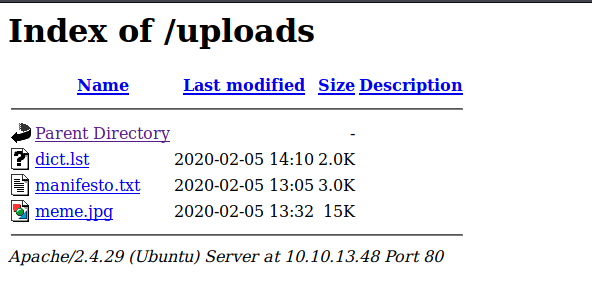 Index of /uploads
Name Last modified Size Description
Parent Directory -
dict.lst 2020-02-05 14:10 2.0K
manifesto.txt 2020-02-05 13:05 3.0K
meme.jpg 2020-02-05 13:32 15K
Apache/2.4.29 (Ubuntu) Server at 10.10.13.48 Port 80